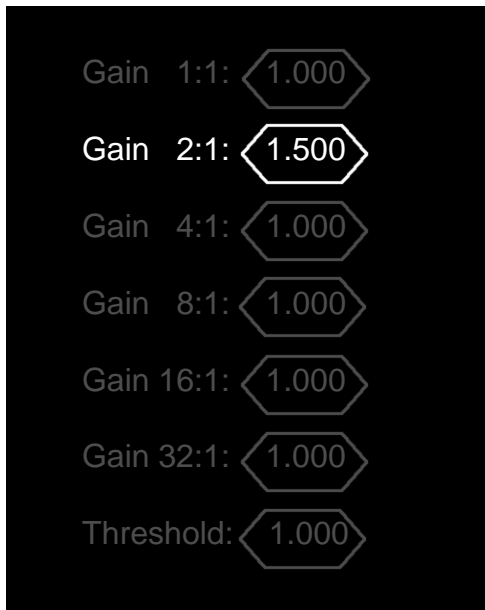 Gain 1:1: 1.000
Gain 2:1: 1.500
Gain 4:1: 1.000
Gain 8:1: 1.000
Gain 16:1: 1.000
Gain 32:1: 1.000
Threshold: 1.000